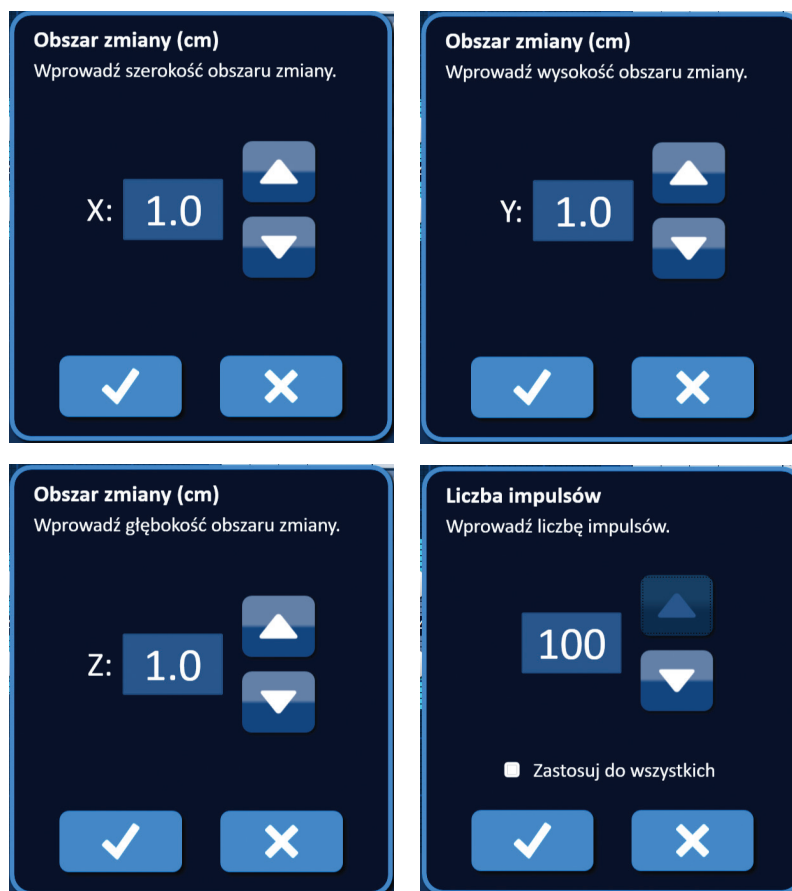 Obszar zmiany (cm)
Wprowadź szerokość obszaru zmiany.
X: 1.0
Obszar zmiany (cm)
Wprowadź wysokość obszaru zmiany.
Y: 1.0
Obszar zmiany (cm)
Wprowadź głębokość obszaru zmiany.
Z: 1.0
Liczba impulsów
Wprowadź liczbę impulsów.
100
Zastosuj do wszystkich